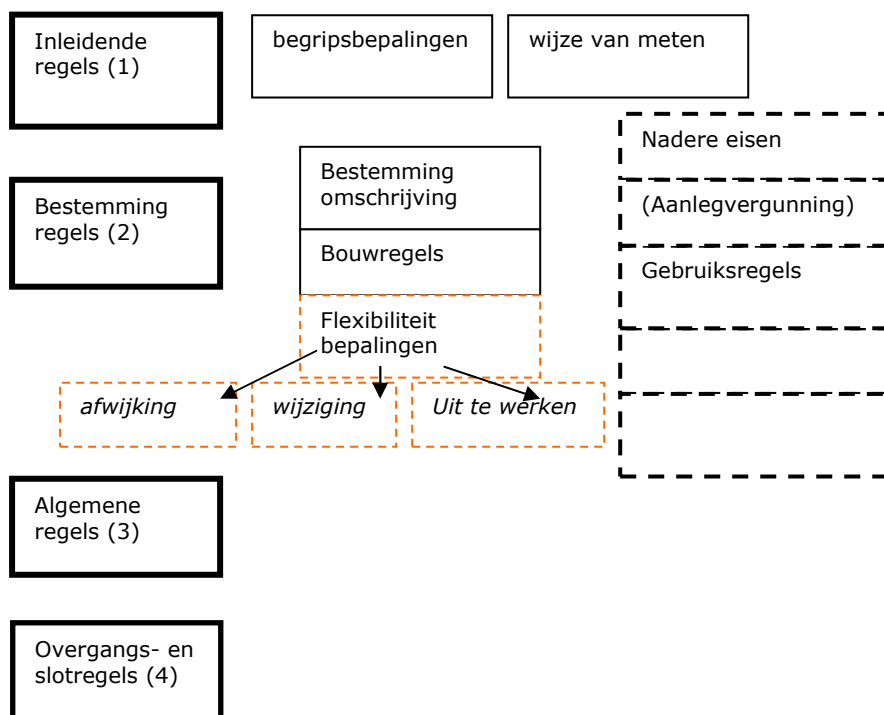 Inleidende
regels (1)
begripsbepalingen
wijze van meten
Nadere eisen
Bestemming
omschrijving
Bestemming
regels (2)
(Aanlegvergunning)
Bouwregels
Gebruiksregels
Flexibiliteit
bepalingen
afwijking
wijziging
Uit te werken
Algemene
regels (3)
Overgangs- en
slotregels (4)